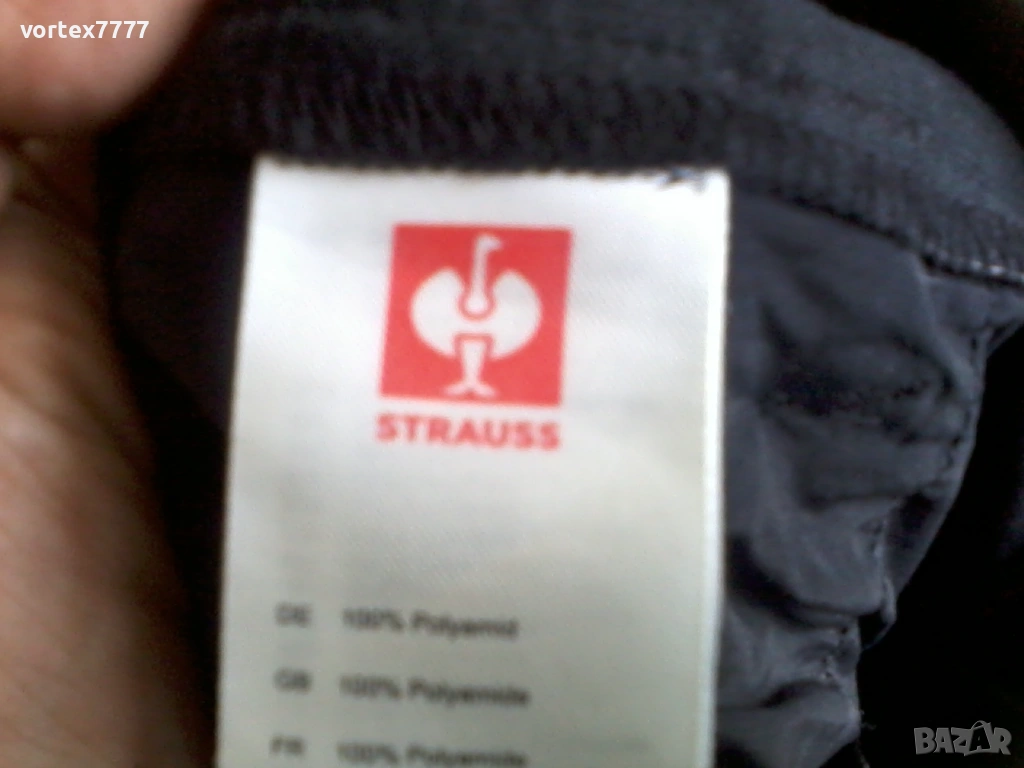 vortex7777
STRAUSS
DE 100% Polyamid
GB 100% Polyamide
FR 100% Polyamide
BAZAR